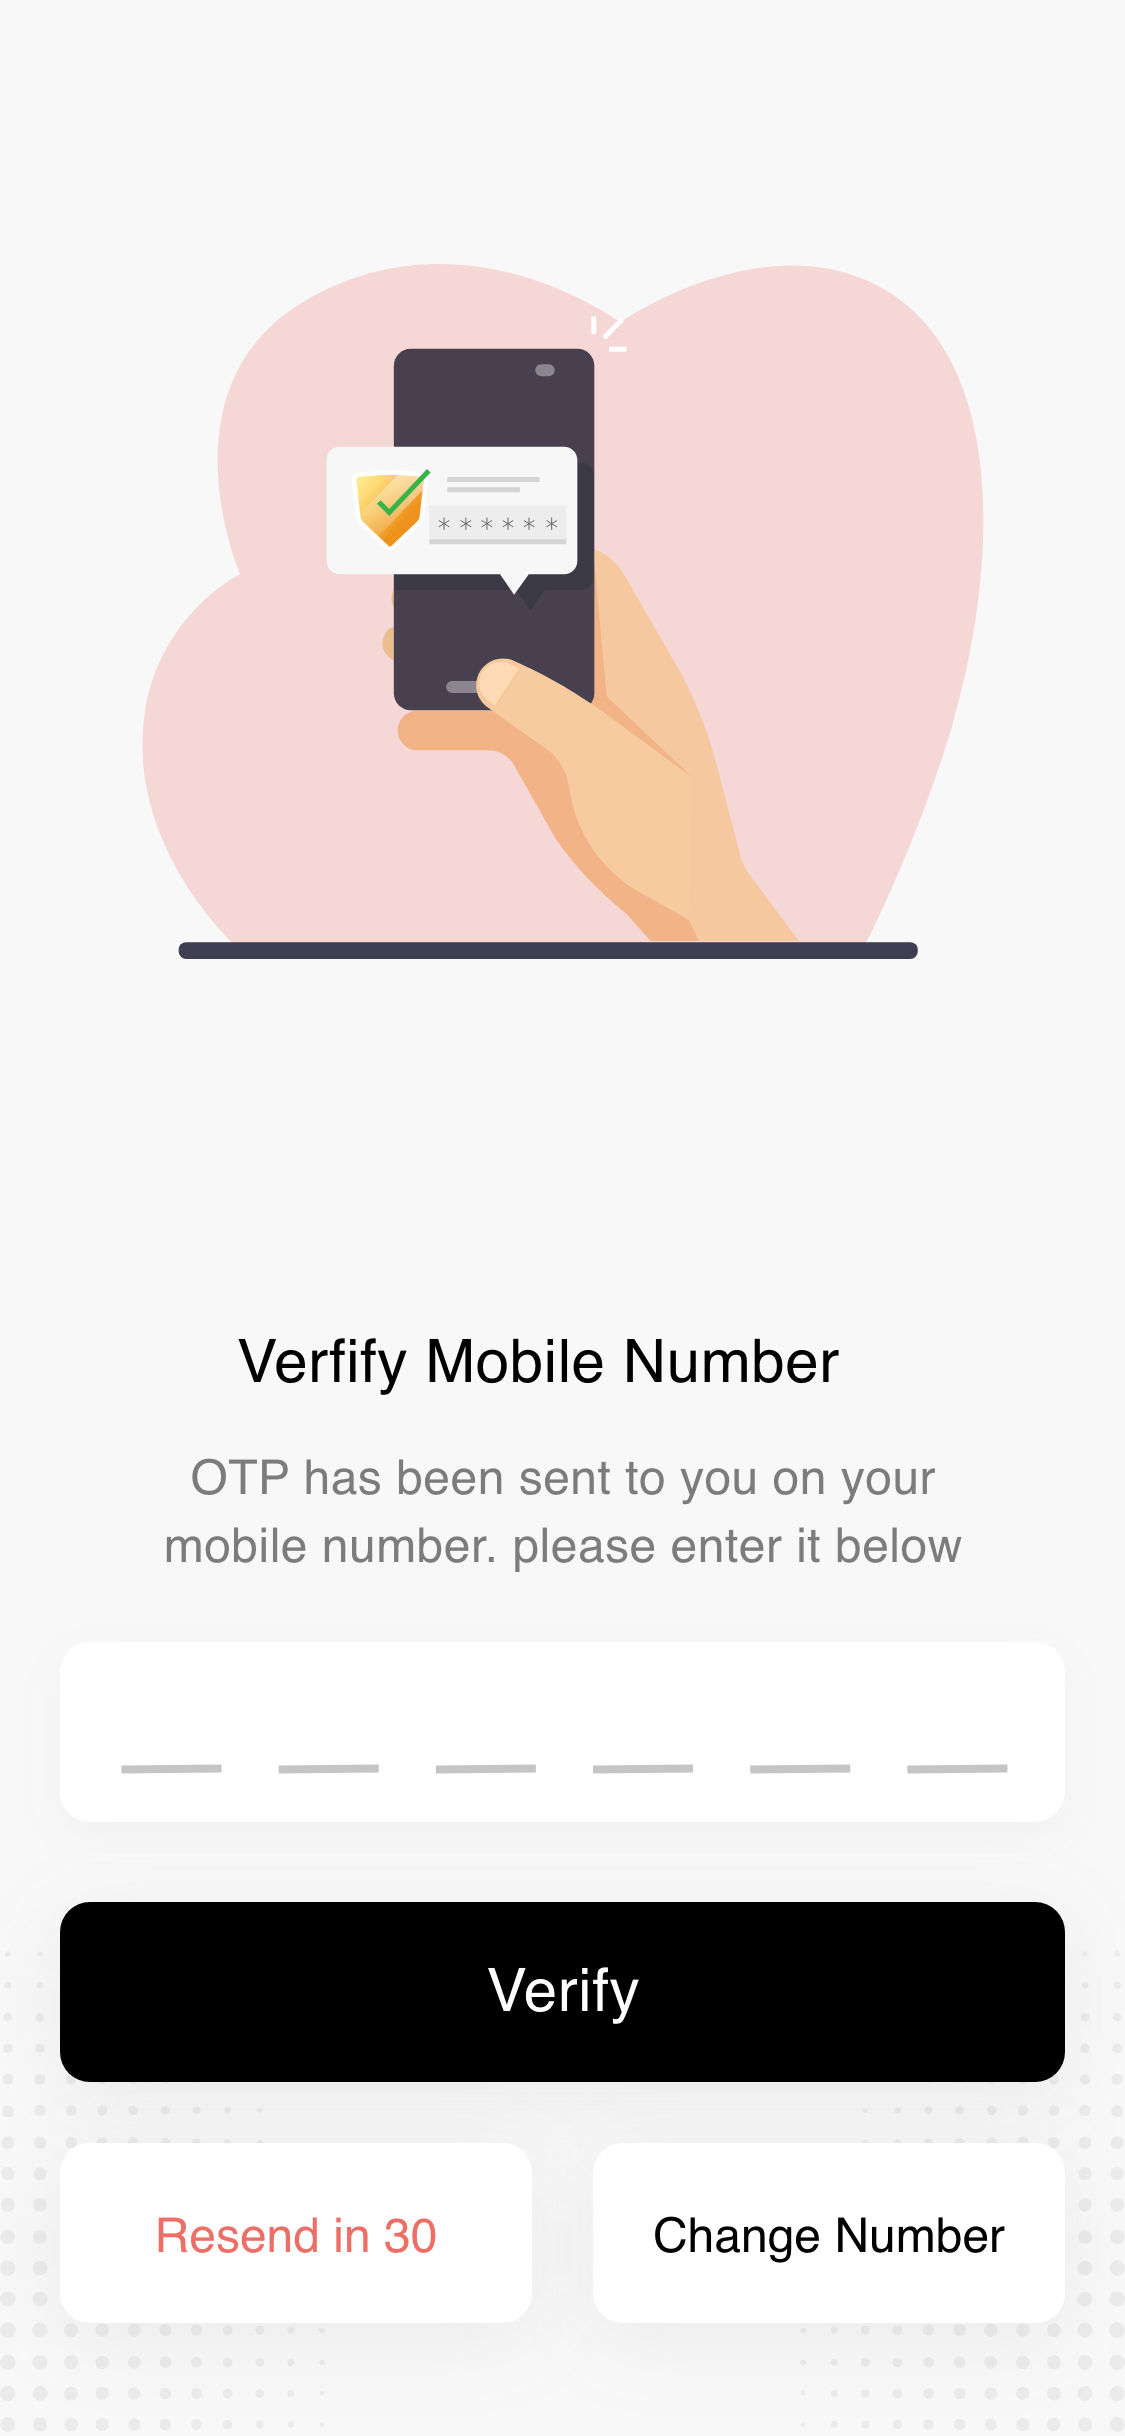 * * * * * *
Verfify Mobile Number
OTP has been sent to you on your
mobile number. please enter it below
Verify
Resend in 30
Change Number